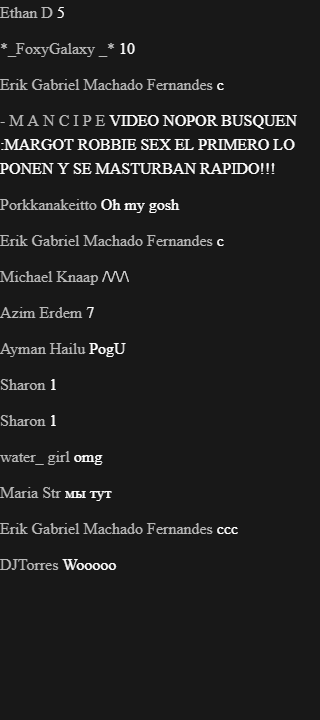 Ethan D 5
*_FoxyGalaxy _* 10
Erik Gabriel Machado Fernandes c
- M A N C I P E VIDEO NOPOR BUSQUEN
:MARGOT ROBBIE SEX EL PRIMERO LO
PONEN Y SE MASTURBAN RAPIDO!!!
Porkkanakeitto Oh my gosh
Erik Gabriel Machado Fernandes c
Michael Knaap /\/\/\
Azim Erdem 7
Ayman Hailu PogU
Sharon 1
Sharon 1
water_ girl omg
Maria Str мы тут
Erik Gabriel Machado Fernandes ccc
DJTorres Wooooo